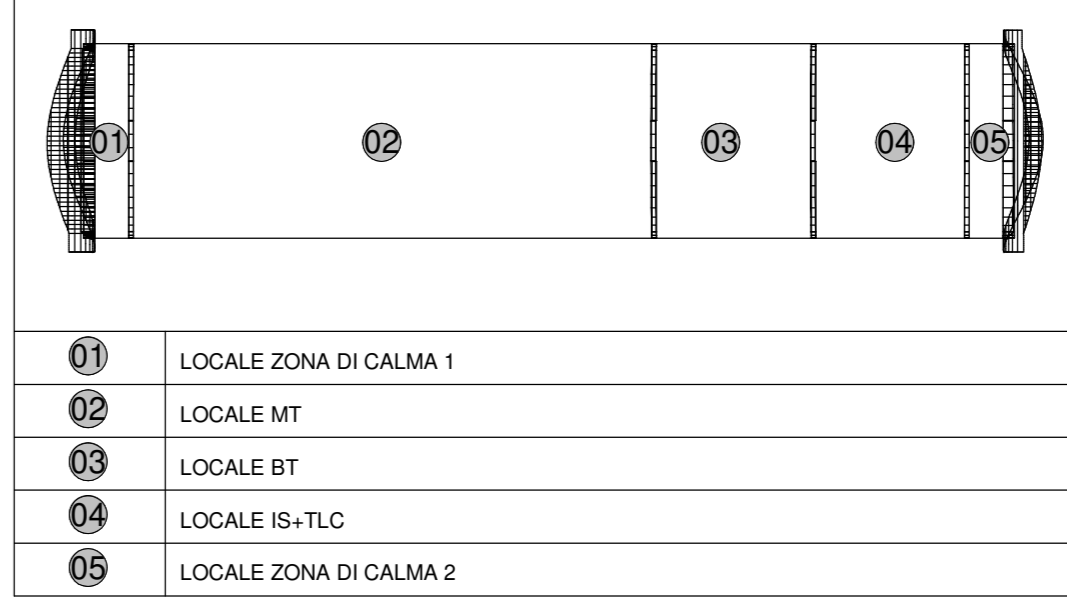 01 02 03 04 05
01 LOCALE ZONA DI CALMA 1
02 LOCALE MT
03 LOCALE BT
04 LOCALE IS+TLC
05 LOCALE ZONA DI CALMA 2